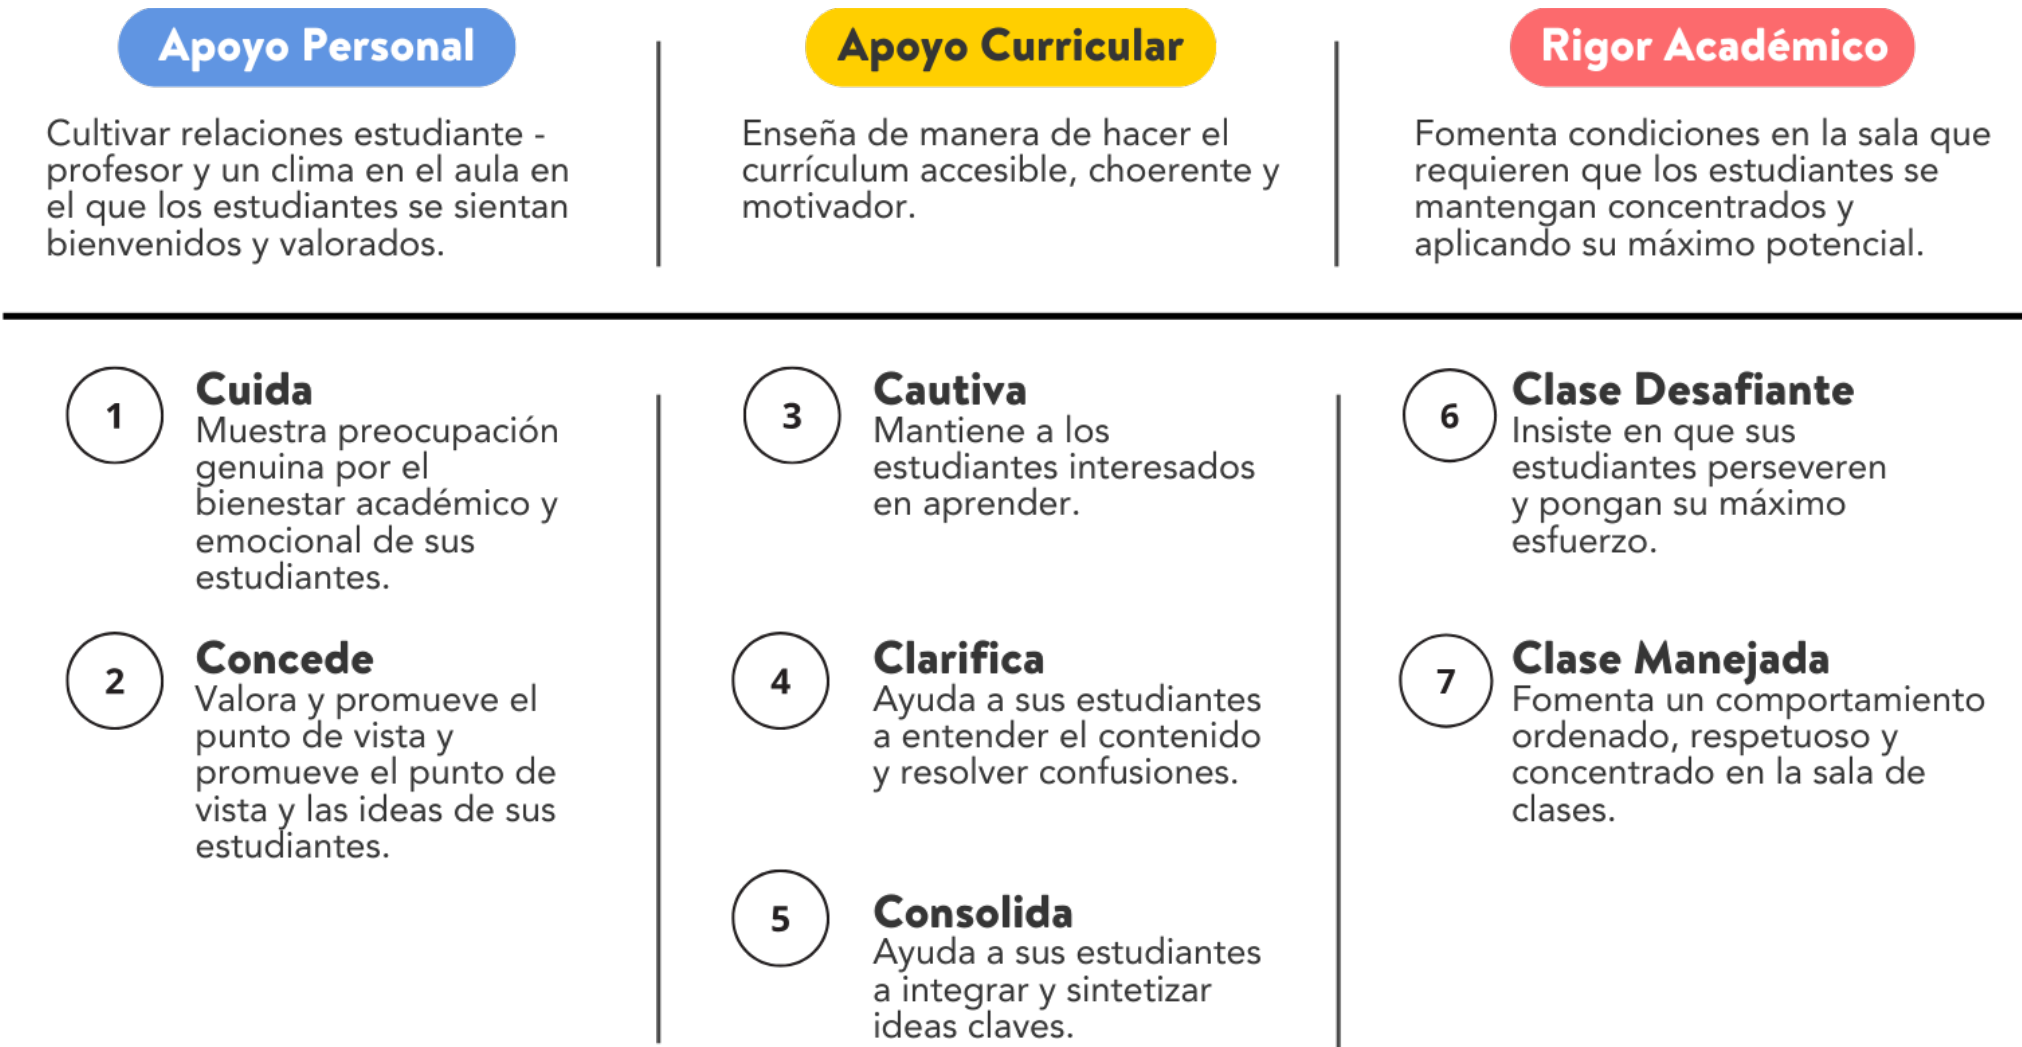 Apoyo Personal
Cultivar relaciones estudiante -
profesor y un clima en el aula en
el que los estudiantes se sientan
bienvenidos y valorados.
Apoyo Curricular
Enseña de manera de hacer el
currículum accesible, choerente y
motivador.
Rigor Académico
Fomenta condiciones en la sala que
requieren que los estudiantes se
mantengan concentrados y
aplicando su máximo potencial.
1
Cuida
Muestra preocupación
genuina por el
bienestar académico y
emocional de sus
estudiantes.
2
Concede
Valora y promueve el
punto de vista y
promueve el punto de
vista y las ideas de sus
estudiantes.
3
Cautiva
Mantiene a los
estudiantes interesados
en aprender.
4
Clarifica
Ayuda a sus estudiantes
a entender el contenido
y resolver confusiones.
5
Consolida
Ayuda a sus estudiantes
a integrar y sintetizar
ideas claves.
6
Clase Desafiante
Insiste en que sus
estudiantes perseveren
y pongan su máximo
esfuerzo.
7
Clase Manejada
Fomenta un comportamiento
ordenado, respetuoso y
concentrado en la sala de
clases.